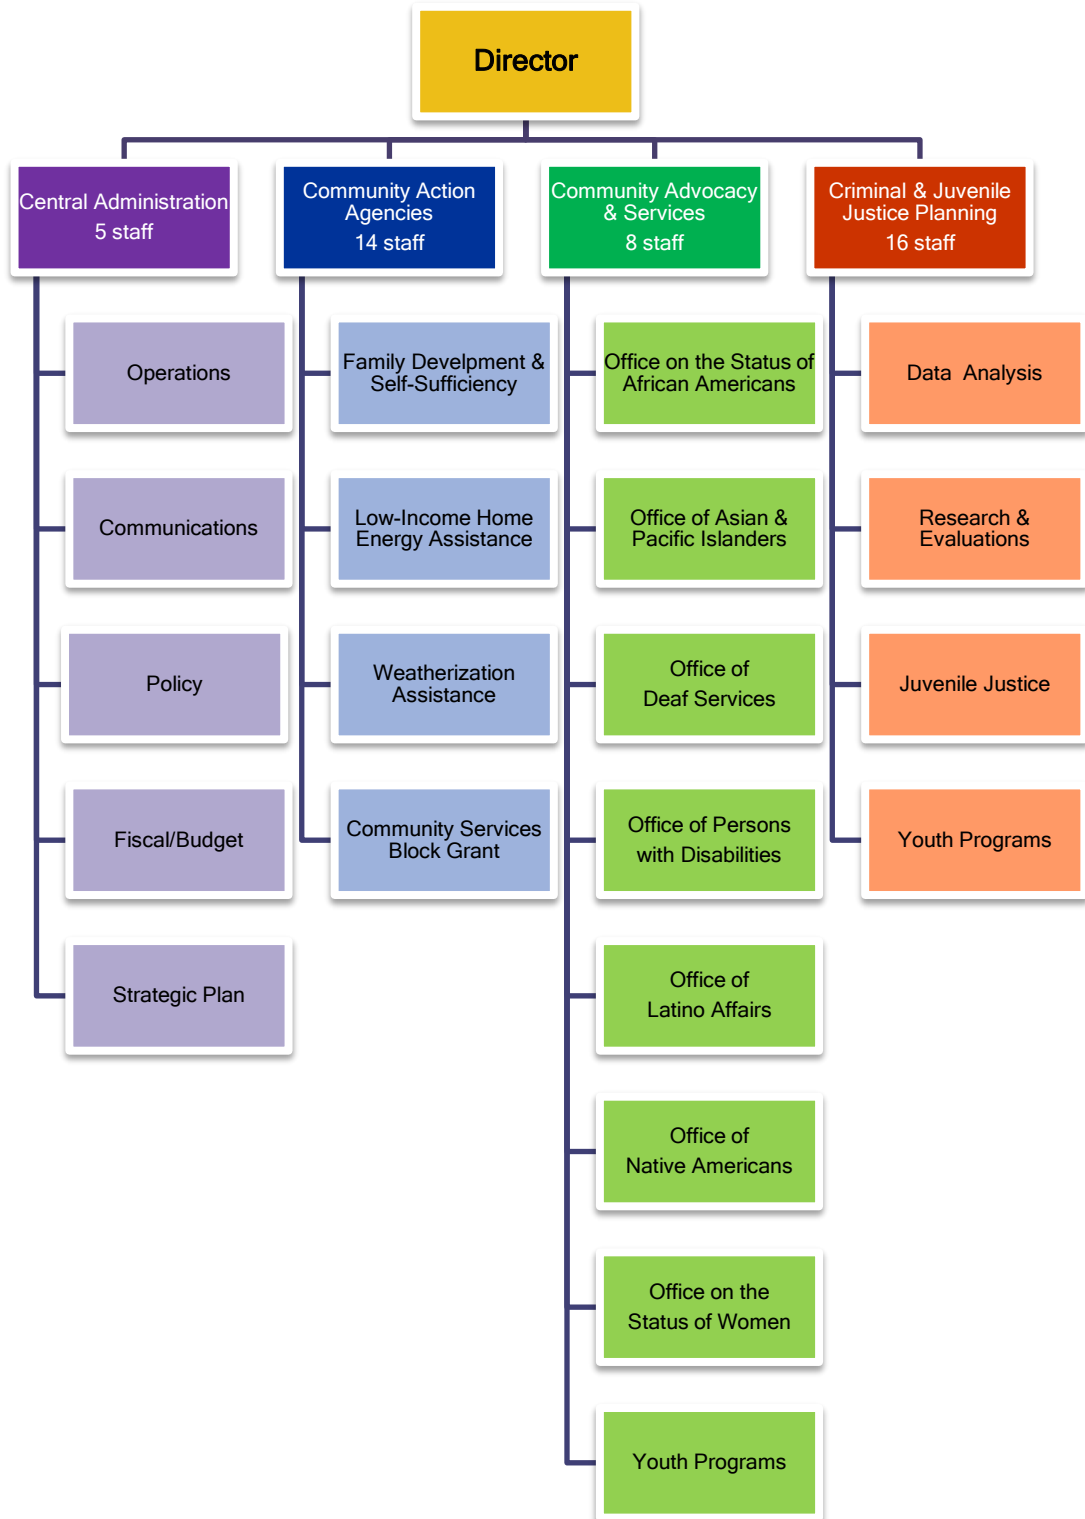 Director
Central Administration
5 staff
Community Action
Agencies
14 staff
Community Advocacy
& Services
8 staff
Criminal & Juvenile
Justice Planning
16 staff
Operations
Communications
Policy
Fiscal/Budget
Strategic Plan
Family Develpment &
Self-Sufficiency
Low-Income Home
Energy Assistance
Weatherization
Assistance
Community Services
Block Grant
Office on the Status of
African Americans
Office of Asian &
Pacific Islanders
Office of
Deaf Services
Office of Persons
with Disabilities
Office of
Latino Affairs
Office of
Native Americans
Office on the
Status of Women
Youth Programs
Data  Analysis
Research &
Evaluations
Juvenile Justice
Youth Programs